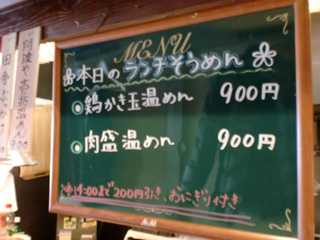 MENU
本日のランチそうめん
鶏かき玉温めん 900円
肉盛温めん 900円
14:00まで200円引き、おにぎり付き
Asahi